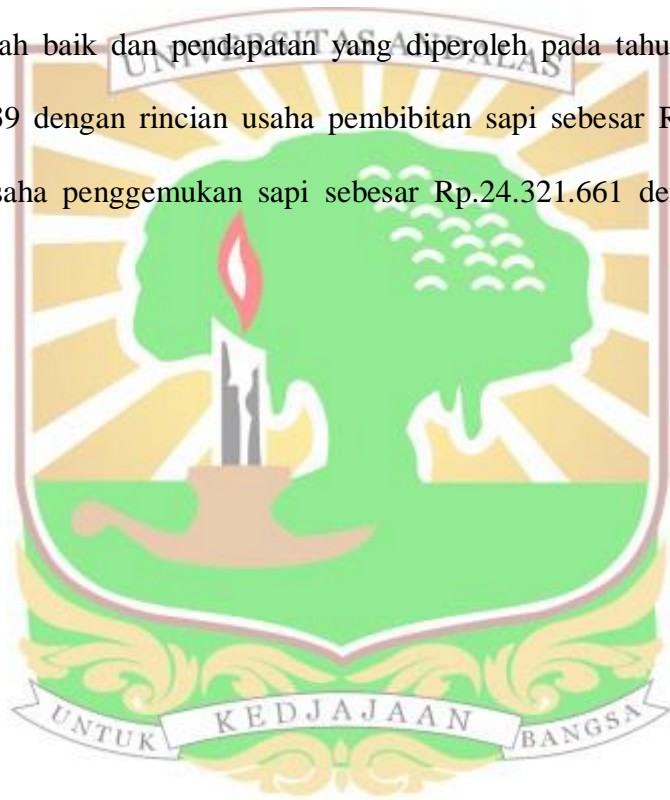 UNIVERSITAS ANDALAS
ah baik dan pendapatan yang diperoleh pada tahu
39 dengan rincian usaha pembibitan sapi sebesar R
saha penggemukan sapi sebesar Rp.24.321.661 de
UNTUK KEDJAJAAN BANGSA